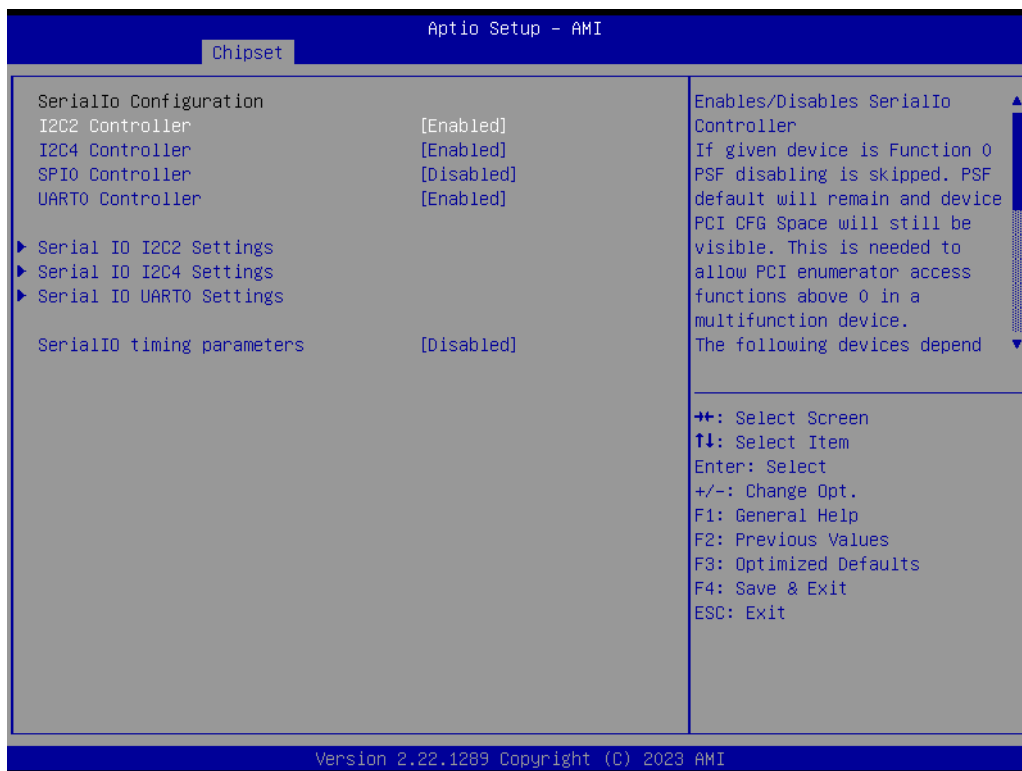 Aptio Setup – AMI
Chipset
SerialIo Configuration
I2C2 Controller [Enabled]
I2C4 Controller [Enabled]
SPI0 Controller [Disabled]
UART0 Controller [Enabled]
Serial IO I2C2 Settings
Serial IO I2C4 Settings
Serial IO UART0 Settings
SerialIO timing parameters [Disabled]
Enables/Disables SerialIo
Controller
If given device is Function 0
PSF disabling is skipped. PSF
default will remain and device
PCI CFG Space will still be
visible. This is needed to
allow PCI enumerator access
functions above 0 in a
multifunction device.
The following devices depend
→←: Select Screen
↑↓: Select Item
Enter: Select
+/-: Change Opt.
F1: General Help
F2: Previous Values
F3: Optimized Defaults
F4: Save & Exit
ESC: Exit
Version 2.22.1289 Copyright (C) 2023 AMI